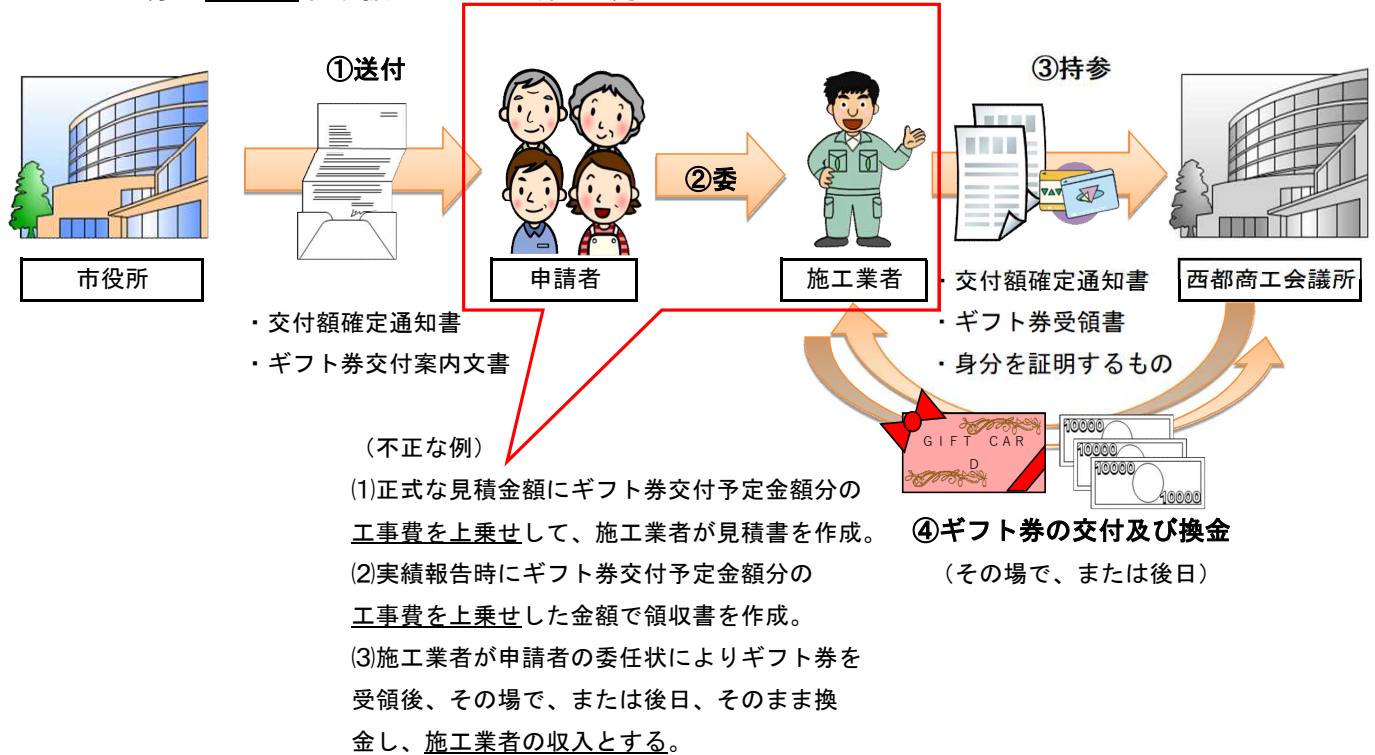 ①送付
③持参
②委
市役所
申請者
施工業者
西都商工会議所
・交付額確定通知書
・ギフト券交付案内文書
・交付額確定通知書
・ギフト券受領書
・身分を証明するもの
GIFT CAR
D
10000
10000
10000
10000
④ギフト券の交付及び換金
（その場で、または後日）
（不正な例）
⑴正式な見積金額にギフト券交付予定金額分の
工事費を上乗せして、施工業者が見積書を作成。
⑵実績報告時にギフト券交付予定金額分の
工事費を上乗せした金額で領収書を作成。
⑶施工業者が申請者の委任状によりギフト券を
受領後、その場で、または後日、そのまま換
金し、施工業者の収入とする。